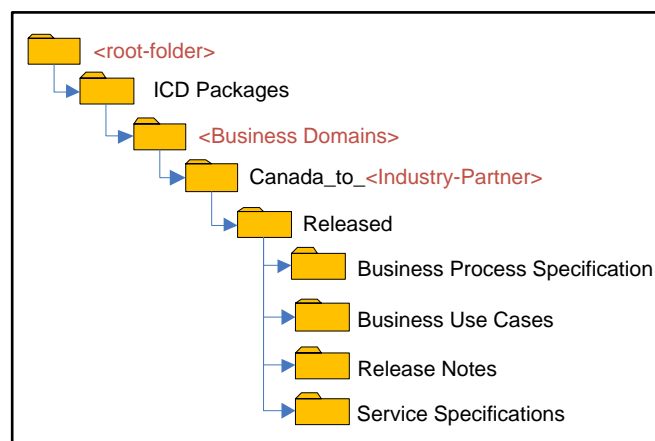 <root-folder>
ICD Packages
<Business Domains>
Canada_to_<Industry-Partner>
Released
Business Process Specification
Business Use Cases
Release Notes
Service Specifications